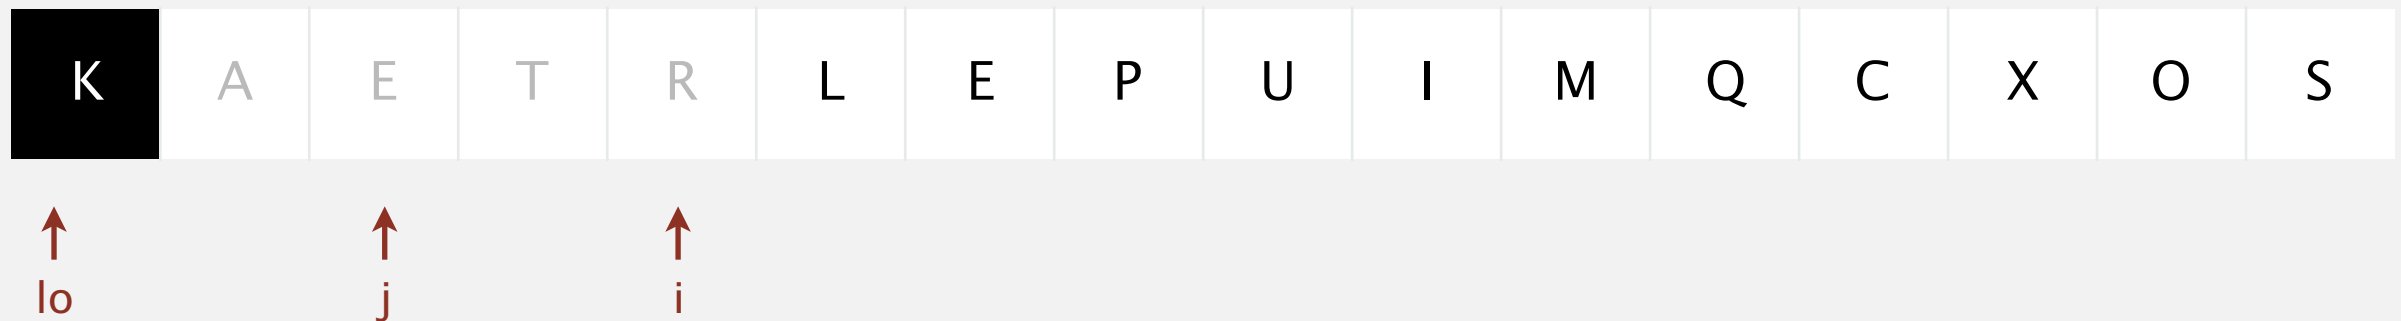 K A E T R L E P U I M Q C X O S
lo j i